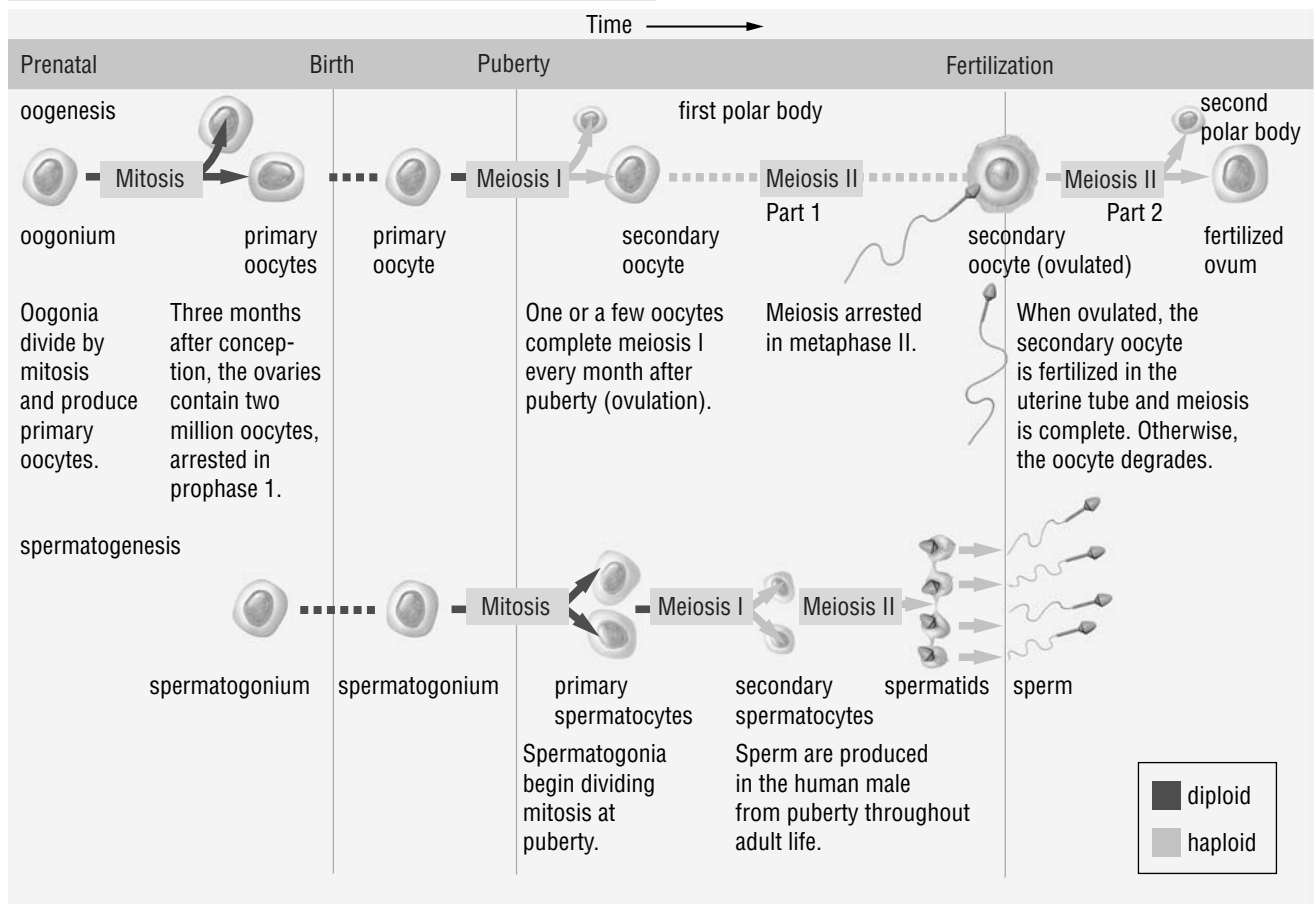 Time
Prenatal Birth Puberty Fertilization
oogenesis
first polar body
second
polar body
Mitosis
Meiosis I
Meiosis II
Part 1
Meiosis II
Part 2
oogonium
primary
oocytes
primary
oocyte
secondary
oocyte
secondary
oocyte (ovulated)
fertilized
ovum
Oogonia
divide by
mitosis
and produce
primary
oocytes.
Three months
after concep-
tion, the ovaries
contain two
million oocytes,
arrested in
prophase 1.
One or a few oocytes
complete meiosis I
every month after
puberty (ovulation).
Meiosis arrested
in metaphase II.
When ovulated, the
secondary oocyte
is fertilized in the
uterine tube and meiosis
is complete. Otherwise,
the oocyte degrades.
spermatogenesis
Mitosis
Meiosis I
Meiosis II
spermatogonium
spermatogonium
primary
spermatocytes
secondary
spermatocytes
spermatids
sperm
Spermatogonia
begin dividing
mitosis at
puberty.
Sperm are produced
in the human male
from puberty throughout
adult life.
diploid
haploid